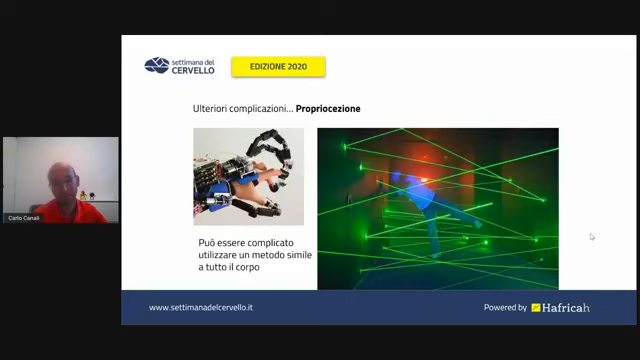 settimana del
CERVELLO
EDIZIONE 2020
Ulteriori complicazioni... Propriocezione
Carlo Canali
Può essere complicato
utilizzare un metodo simile
a tutto il corpo
www.settimanadelcervello.it
Powered by Hafricah